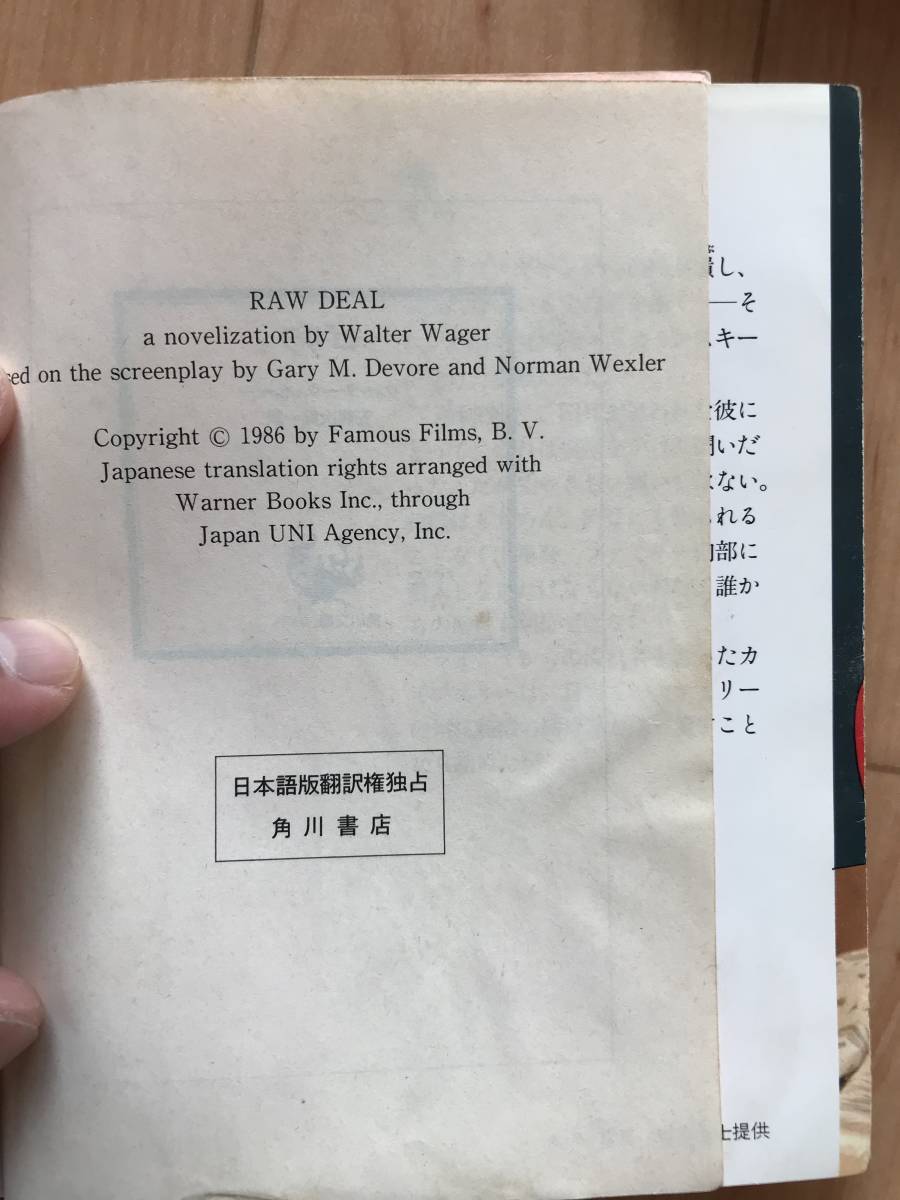 RAW DEAL
a novelization by Walter Wager
sed on the screenplay by Gary M. Devore and Norman Wexler
Copyright © 1986 by Famous Films, B. V.
Japanese translation rights arranged with
Warner Books Inc., through
Japan UNI Agency, Inc.
日本語版翻訳権独占
角川書店
し、
──そ
スキー
彼に
いだ
ない。
れる
部に
誰か
たカ
リー
こと
提供